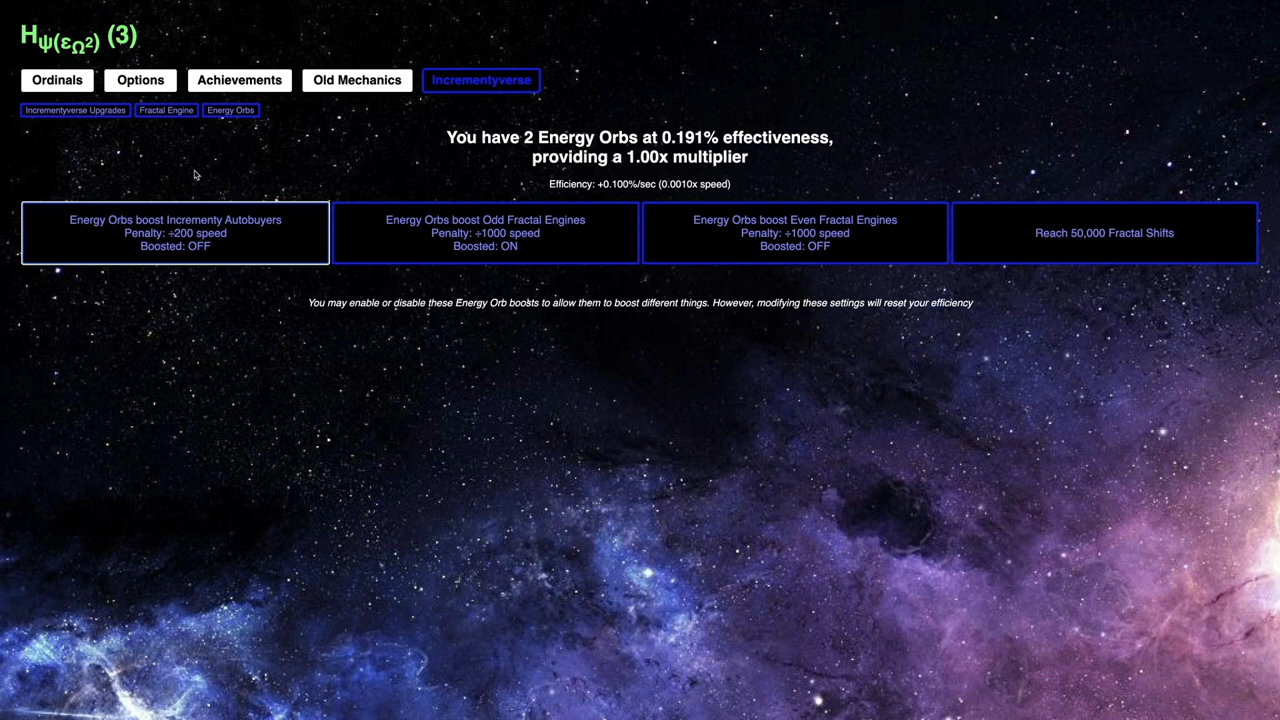 Hψ(εΩ²) (3)
Ordinals Options Achievements Old Mechanics Incrementyverse
Incrementyverse Upgrades Fractal Engine Energy Orbs
You have 2 Energy Orbs at 0.191% effectiveness,
providing a 1.00x multiplier
Efficiency: +0.100%/sec (0.0010x speed)
Energy Orbs boost Incrementy Autobuyers
Penalty: ÷200 speed
Boosted: OFF
Energy Orbs boost Odd Fractal Engines
Penalty: ÷1000 speed
Boosted: ON
Energy Orbs boost Even Fractal Engines
Penalty: ÷1000 speed
Boosted: OFF
Reach 50,000 Fractal Shifts
You may enable or disable these Energy Orb boosts to allow them to boost different things. However, modifying these settings will reset your efficiency